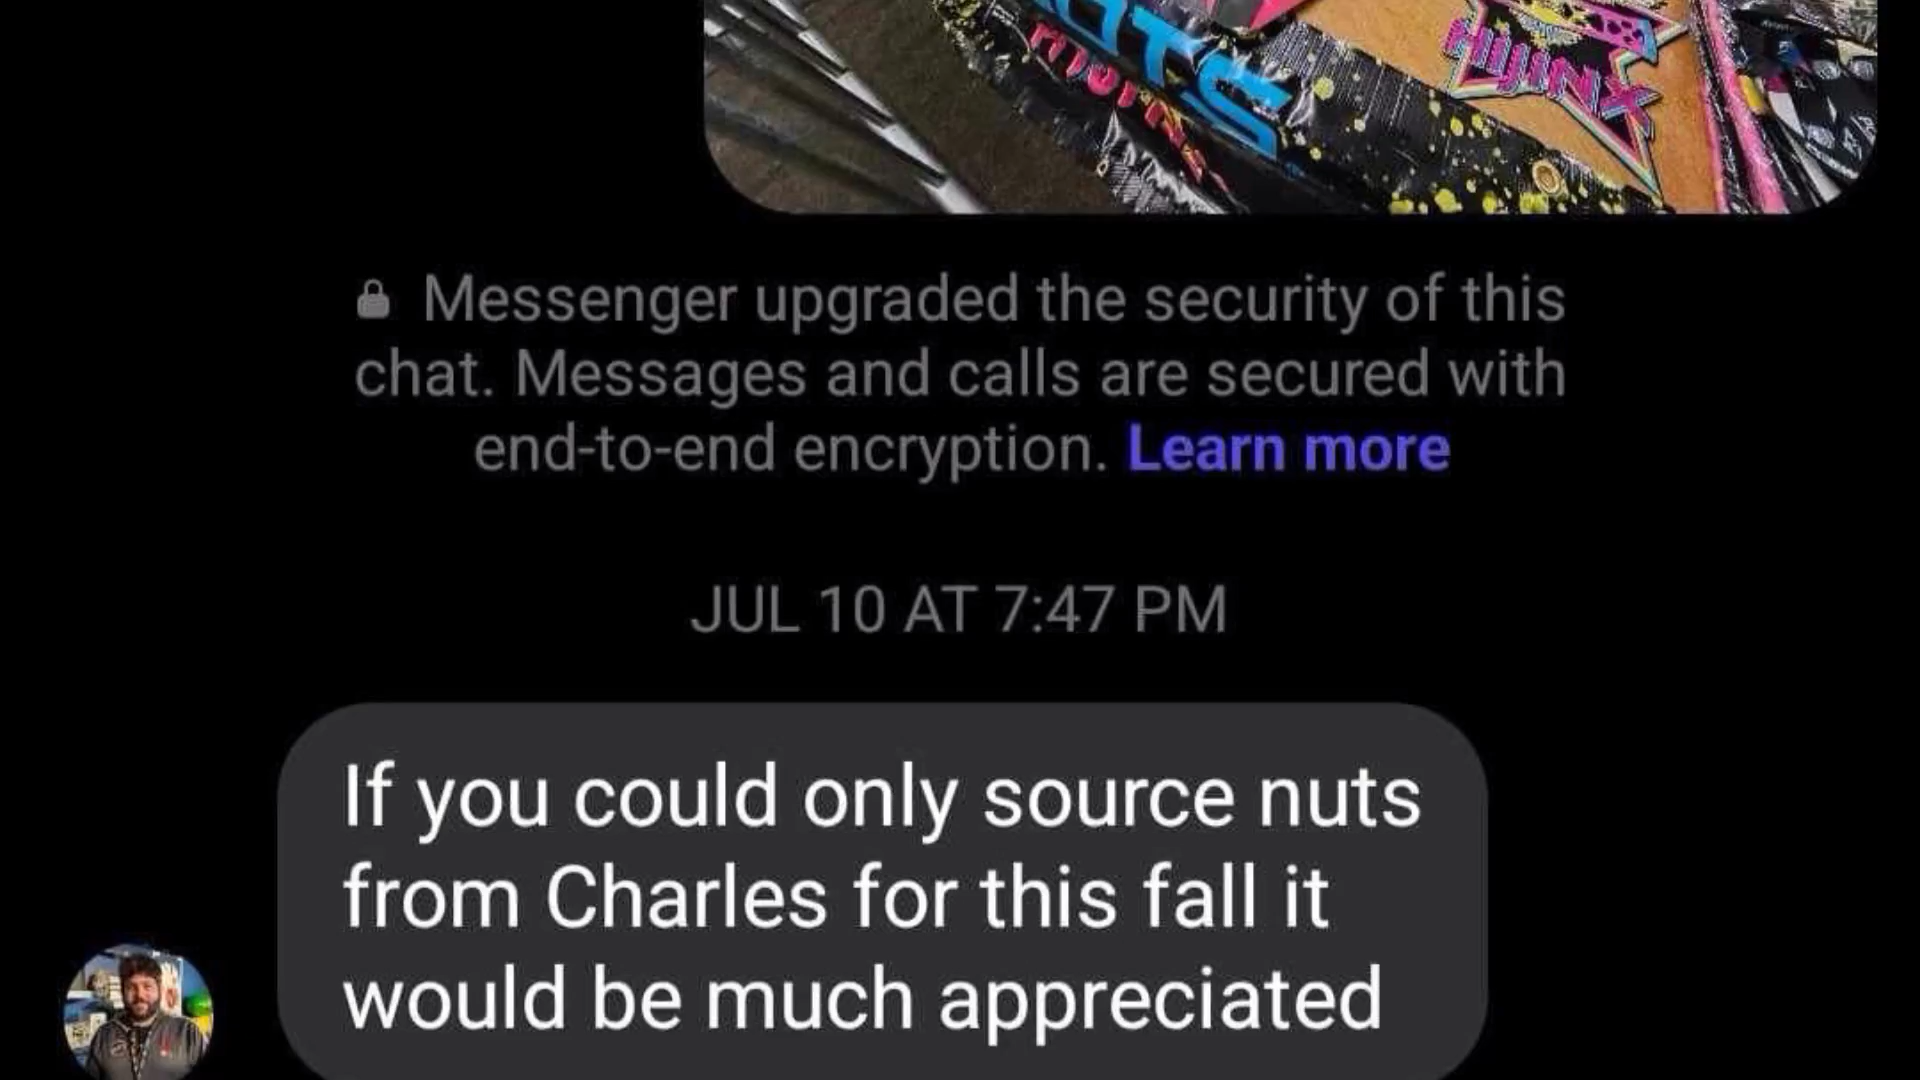 HIJINX
Messenger upgraded the security of this
chat. Messages and calls are secured with
end-to-end encryption. Learn more
JUL 10 AT 7:47 PM
If you could only source nuts
from Charles for this fall it
would be much appreciated